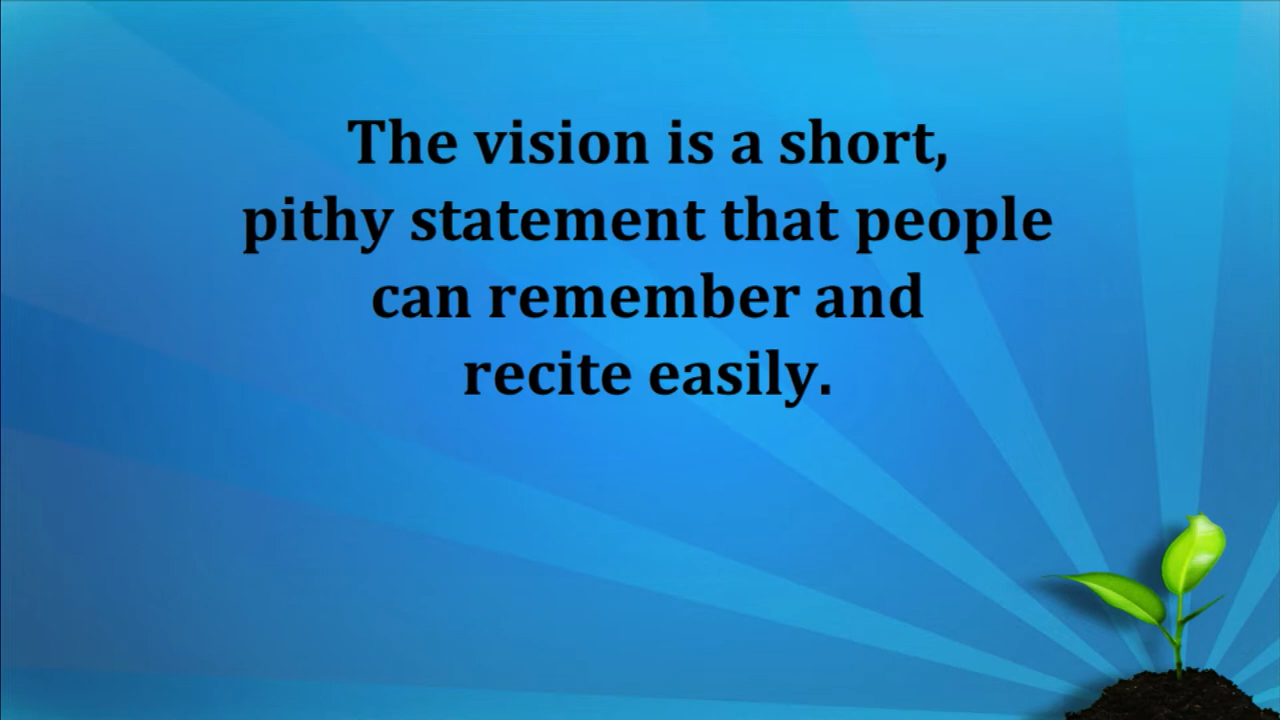 The vision is a short,
pithy statement that people
can remember and
recite easily.